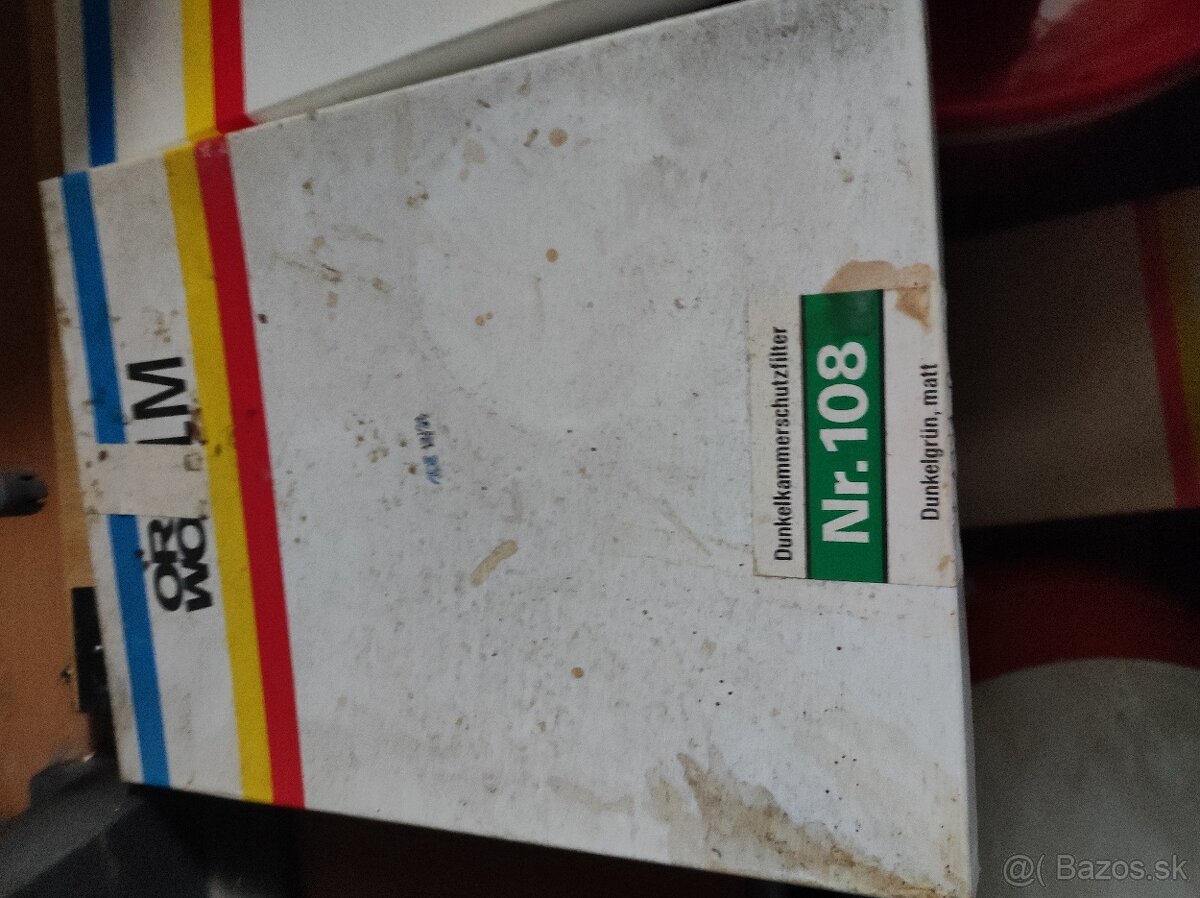 OR
WO
LM
Dunkelkammerschutzfilter
Nr.108
Dunkelgrün, matt
@( Bazos.sk